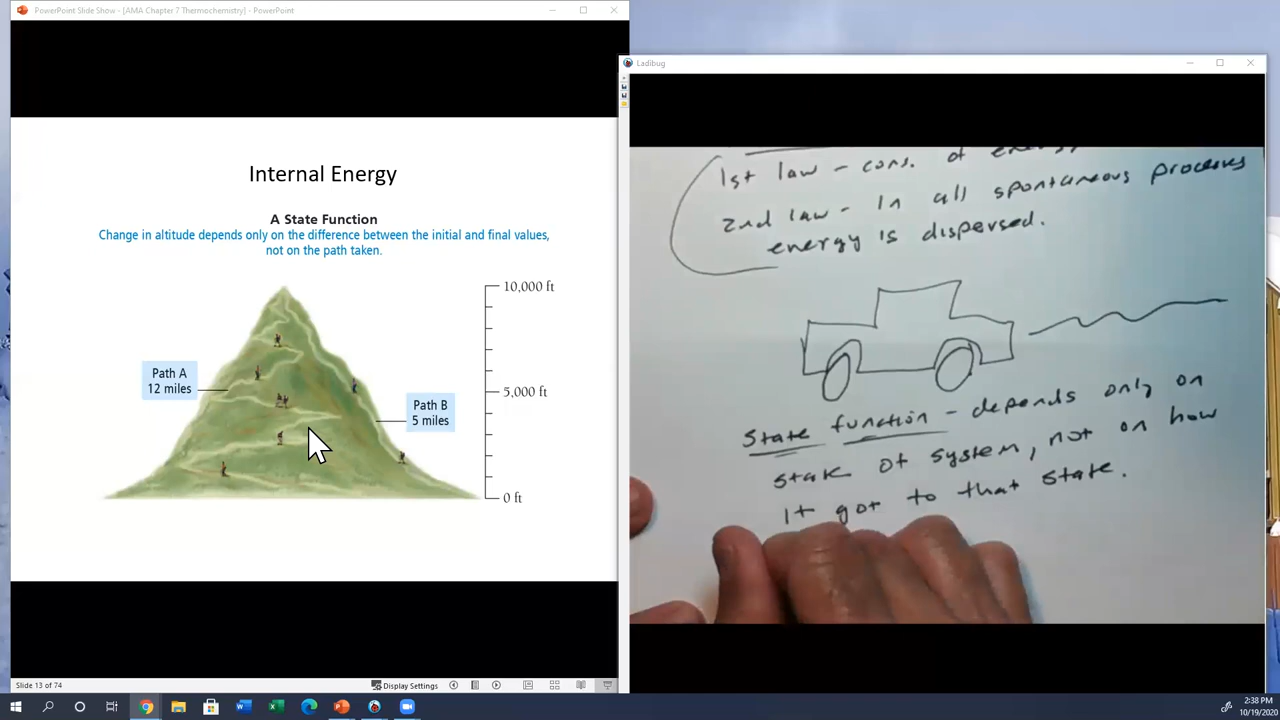 PowerPoint Slide Show - [AMA Chapter 7 Thermochemistry] - PowerPoint
Internal Energy
A State Function
Change in altitude depends only on the difference between the initial and final values,
not on the path taken.
10,000 ft
Path A
12 miles
5,000 ft
Path B
5 miles
0 ft
Slide 13 of 74
Display Settings
Ladibug
1st law - cons. of energy
2nd law - In all spontaneous processes
energy is dispersed.
State function - depends only on
state of system, not on how
it got to that state.
2:38 PM
10/19/2020